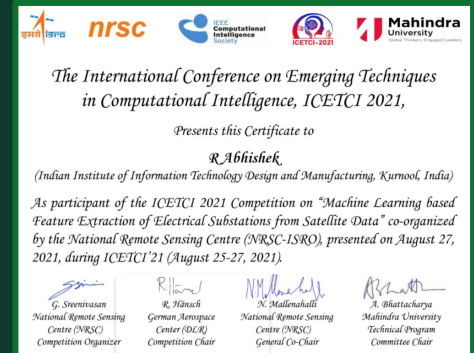 इसरो isro
nrsc
IEEE
Computational
Intelligence
Society
ICETCI-2021
Mahindra
University
Global Thinkers. Engaged Leaders.
The International Conference on Emerging Techniques
in Computational Intelligence, ICETCI 2021,
Presents this Certificate to
R Abhishek
(Indian Institute of Information Technology Design and Manufacturing, Kurnool, India)
As participant of the ICETCI 2021 Competition on “Machine Learning based
Feature Extraction of Electrical Substations from Satellite Data” co-organized
by the National Remote Sensing Centre (NRSC-ISRO), presented on August 27,
2021, during ICETCI’21 (August 25-27, 2021).
G. Sreenivasan
National Remote Sensing
Centre (NRSC)
Competition Organizer
R. Hänsch
German Aerospace
Center (DLR)
Competition Chair
N. Mallenahalli
National Remote Sensing
Centre (NRSC)
General Co-Chair
A. Bhattacharya
Mahindra University
Technical Program
Committee Chair